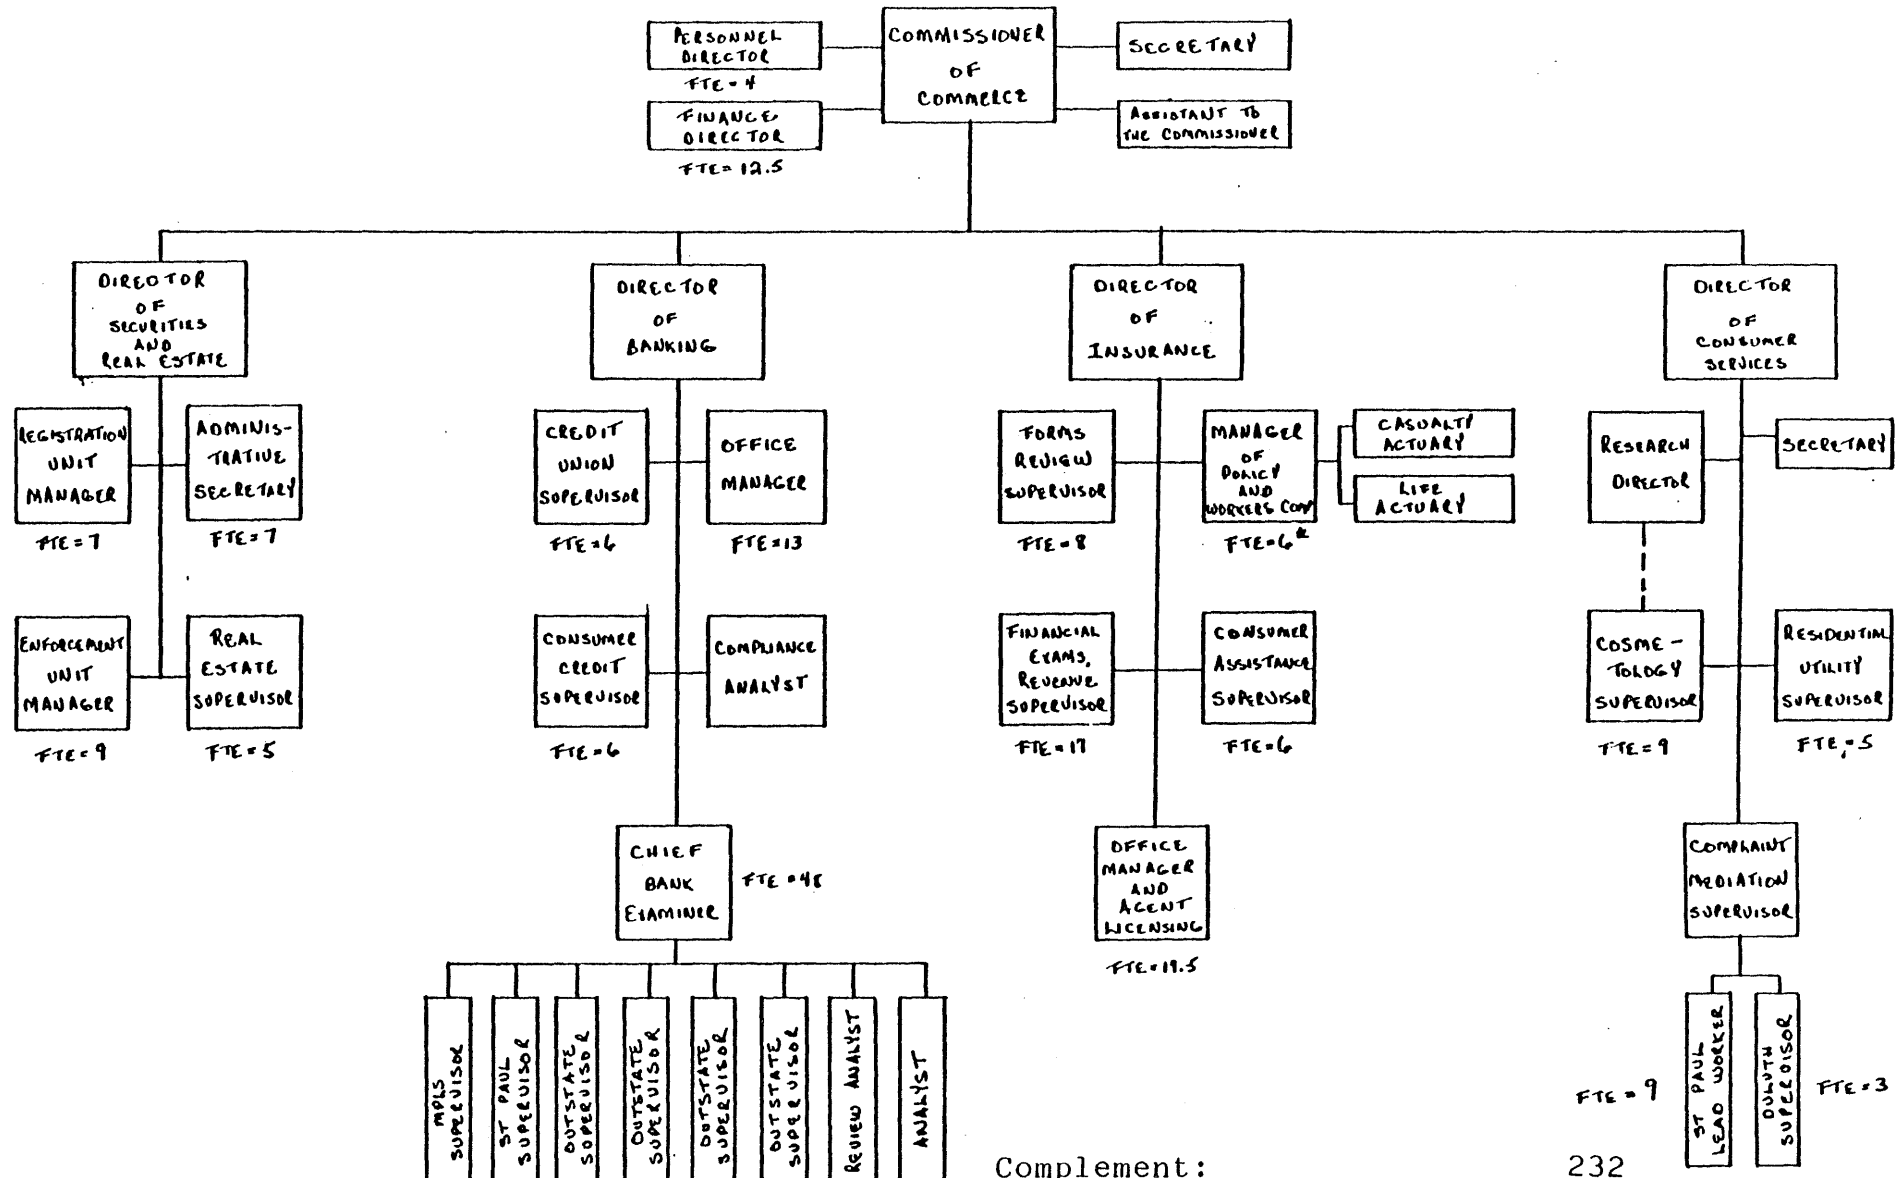 PERSONNEL
DIRECTOR
FTE = 4
FINANCE
DIRECTOR
FTE = 12.5
COMMISSIONER
OF
COMMERCE
SECRETARY
ASSISTANT TO
THE COMMISSIONER
DIRECTOR
OF
SECURITIES
AND
REAL ESTATE
REGISTRATION
UNIT
MANAGER
FTE = 7
ADMINIS-
TRATIVE
SECRETARY
FTE = 7
ENFORCEMENT
UNIT
MANAGER
FTE = 9
REAL
ESTATE
SUPERVISOR
FTE = 5
DIRECTOR
OF
BANKING
CREDIT
UNION
SUPERVISOR
FTE = 6
OFFICE
MANAGER
FTE = 13
CONSUMER
CREDIT
SUPERVISOR
FTE = 6
COMPLIANCE
ANALYST
CHIEF
BANK
EXAMINER
FTE = 48
MPLS
SUPERVISOR
ST PAUL
SUPERVISOR
OUTSTATE
SUPERVISOR
OUTSTATE
SUPERVISOR
OUTSTATE
SUPERVISOR
OUTSTATE
SUPERVISOR
REVIEW ANALYST
ANALYST
DIRECTOR
OF
INSURANCE
FORMS
REVIEW
SUPERVISOR
FTE = 8
MANAGER
OF
POLICY
AND
WORKERS COMP
FTE = 6*
CASUALTY
ACTUARY
LIFE
ACTUARY
FINANCIAL
EXAMS,
REVENUE
SUPERVISOR
FTE = 17
CONSUMER
ASSISTANCE
SUPERVISOR
FTE = 6
OFFICE
MANAGER
AND
AGENT
LICENSING
FTE = 19.5
DIRECTOR
OF
CONSUMER
SERVICES
RESEARCH
DIRECTOR
SECRETARY
COSME-
TOLOGY
SUPERVISOR
FTE = 9
RESIDENTIAL
UTILITY
SUPERVISOR
FTE = 5
COMPLAINT
MEDIATION
SUPERVISOR
FTE = 9
ST PAUL
LEAD WORKER
DULUTH
SUPERVISOR
FTE = 3
Complement: 232